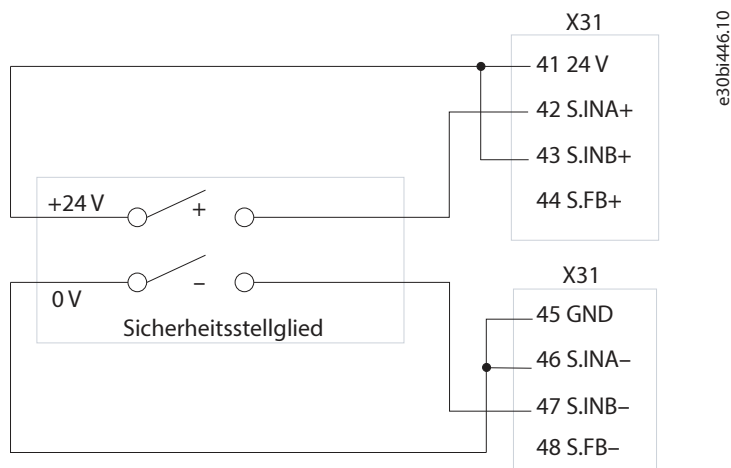 X31
41 24 V
42 S.INA+
43 S.INB+
44 S.FB+
+24 V
+
–
0 V
Sicherheitsstellglied
X31
45 GND
46 S.INA–
47 S.INB–
48 S.FB–
e30bi446.10